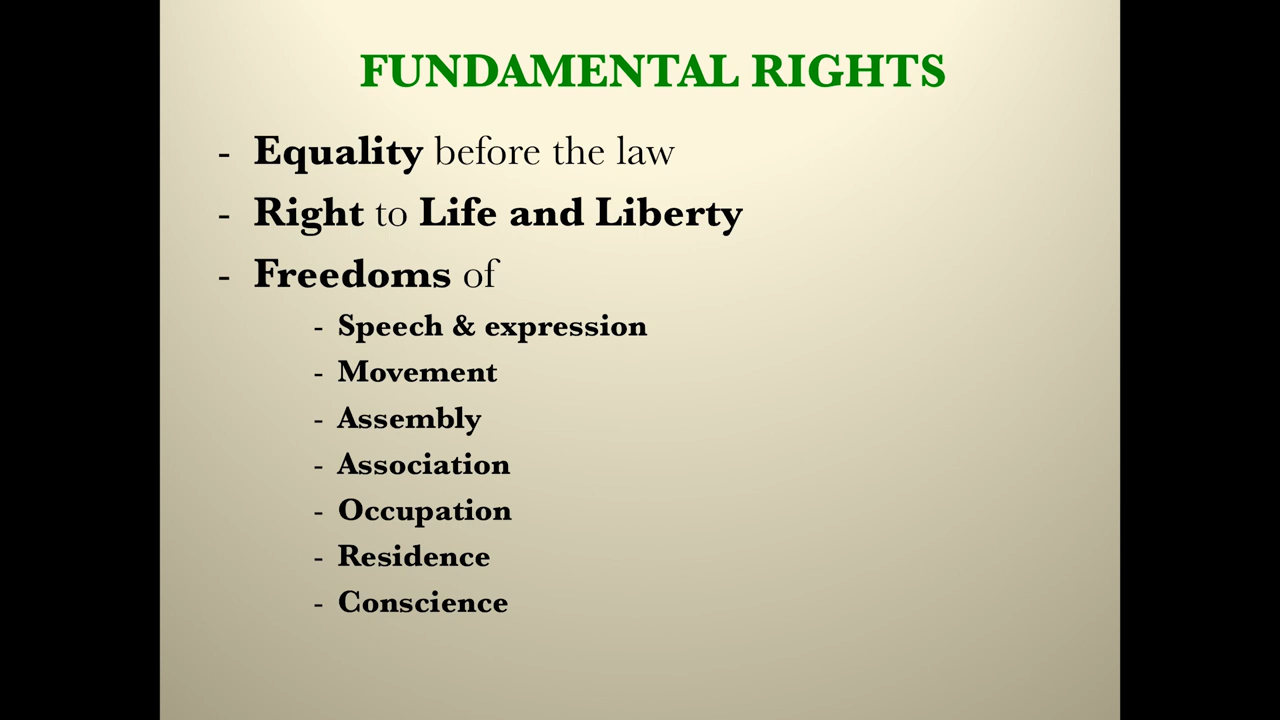 FUNDAMENTAL RIGHTS
- Equality before the law
- Right to Life and Liberty
- Freedoms of
- Speech & expression
- Movement
- Assembly
- Association
- Occupation
- Residence
- Conscience